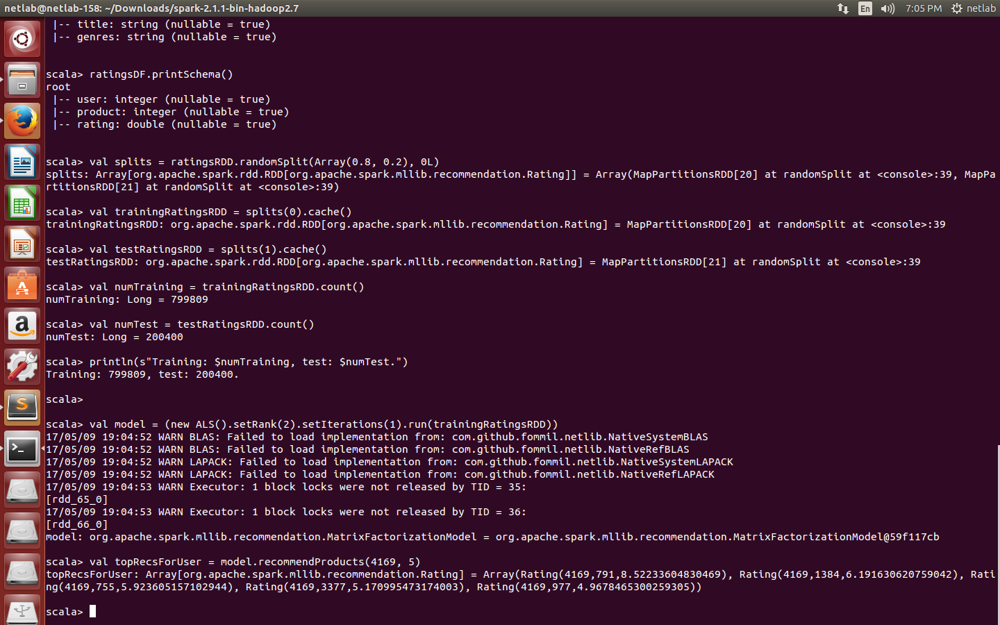 netlab@netlab-158: ~/Downloads/spark-2.1.1-bin-hadoop2.7 En 7:05 PM netlab
|-- title: string (nullable = true)
|-- genres: string (nullable = true)
scala> ratingsDF.printSchema()
root
|-- user: integer (nullable = true)
|-- product: integer (nullable = true)
|-- rating: double (nullable = true)
scala> val splits = ratingsRDD.randomSplit(Array(0.8, 0.2), 0L)
splits: Array[org.apache.spark.rdd.RDD[org.apache.spark.mllib.recommendation.Rating]] = Array(MapPartitionsRDD[20] at randomSplit at <console>:39, MapPa
rtitionsRDD[21] at randomSplit at <console>:39)
scala> val trainingRatingsRDD = splits(0).cache()
trainingRatingsRDD: org.apache.spark.rdd.RDD[org.apache.spark.mllib.recommendation.Rating] = MapPartitionsRDD[20] at randomSplit at <console>:39
scala> val testRatingsRDD = splits(1).cache()
testRatingsRDD: org.apache.spark.rdd.RDD[org.apache.spark.mllib.recommendation.Rating] = MapPartitionsRDD[21] at randomSplit at <console>:39
scala> val numTraining = trainingRatingsRDD.count()
numTraining: Long = 799809
scala> val numTest = testRatingsRDD.count()
numTest: Long = 200400
scala> println(s"Training: $numTraining, test: $numTest.")
Training: 799809, test: 200400.
scala>
scala> val model = (new ALS().setRank(2).setIterations(1).run(trainingRatingsRDD))
17/05/09 19:04:52 WARN BLAS: Failed to load implementation from: com.github.fommil.netlib.NativeSystemBLAS
17/05/09 19:04:52 WARN BLAS: Failed to load implementation from: com.github.fommil.netlib.NativeRefBLAS
17/05/09 19:04:52 WARN LAPACK: Failed to load implementation from: com.github.fommil.netlib.NativeSystemLAPACK
17/05/09 19:04:52 WARN LAPACK: Failed to load implementation from: com.github.fommil.netlib.NativeRefLAPACK
17/05/09 19:04:53 WARN Executor: 1 block locks were not released by TID = 35:
[rdd_65_0]
17/05/09 19:04:53 WARN Executor: 1 block locks were not released by TID = 36:
[rdd_66_0]
model: org.apache.spark.mllib.recommendation.MatrixFactorizationModel = org.apache.spark.mllib.recommendation.MatrixFactorizationModel@59f117cb
scala> val topRecsForUser = model.recommendProducts(4169, 5)
topRecsForUser: Array[org.apache.spark.mllib.recommendation.Rating] = Array(Rating(4169,791,8.52233604830469), Rating(4169,1384,6.191630620759042), Rati
ng(4169,755,5.923605157102944), Rating(4169,3377,5.170995473174003), Rating(4169,977,4.9678465300259305))
scala>